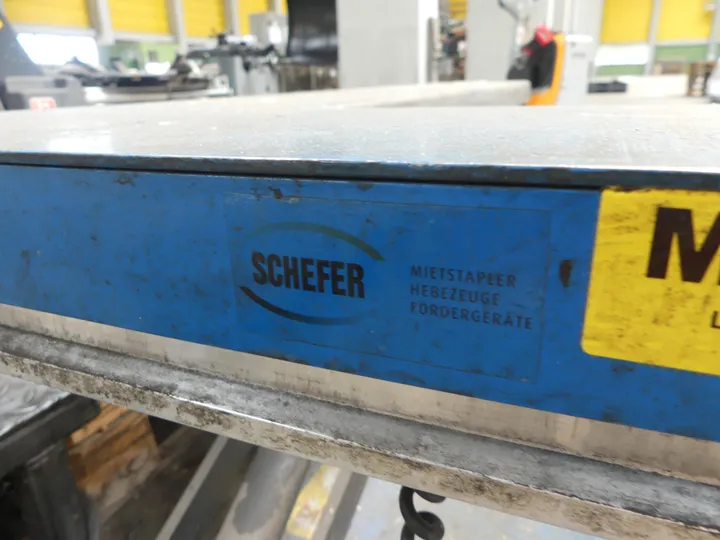 SCHEFER
MIETSTAPLER
HEBEZEUGE
FÖRDERGERÄTE
M
L